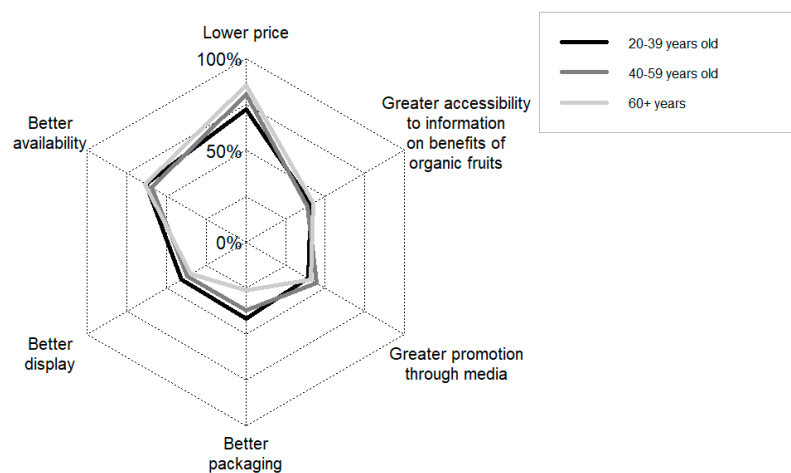 Lower price
100%
50%
0%
Greater accessibility
to information
on benefits of
organic fruits
Greater promotion
through media
Better
packaging
Better
display
Better
availability
20-39 years old
40-59 years old
60+ years